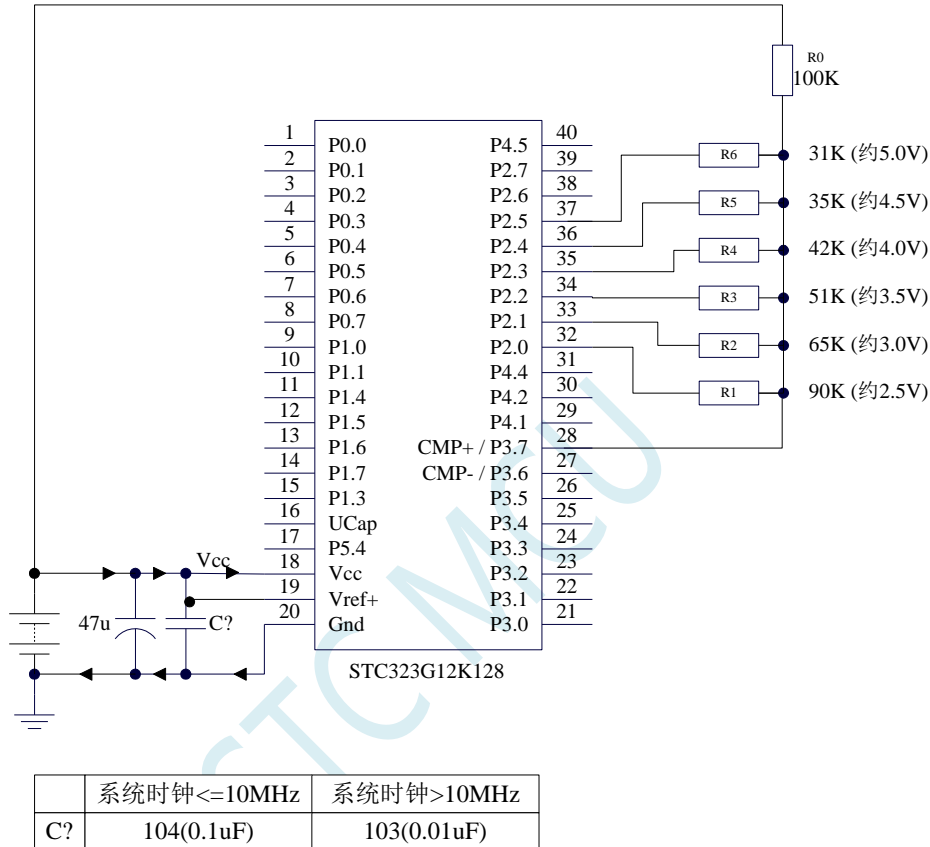 R0
100K
1 P0.0 P4.5 40
2 P0.1 P2.7 39
3 P0.2 P2.6 38
4 P0.3 P2.5 37
5 P0.4 P2.4 36
6 P0.5 P2.3 35
7 P0.6 P2.2 34
8 P0.7 P2.1 33
9 P1.0 P2.0 32
10 P1.1 P4.4 31
11 P1.4 P4.2 30
12 P1.5 P4.1 29
13 P1.6 CMP+ / P3.7 28
14 P1.7 CMP- / P3.6 27
15 P1.3 P3.5 26
16 UCap P3.4 25
17 P5.4 P3.3 24
18 Vcc P3.2 23
19 Vref+ P3.1 22
20 Gnd P3.0 21
R6 31K (约5.0V)
R5 35K (约4.5V)
R4 42K (约4.0V)
R3 51K (约3.5V)
R2 65K (约3.0V)
R1 90K (约2.5V)
Vcc
47u
C?
STC323G12K128
STC MCU
系统时钟<=10MHz 系统时钟>10MHz
C? 104(0.1uF) 103(0.01uF)